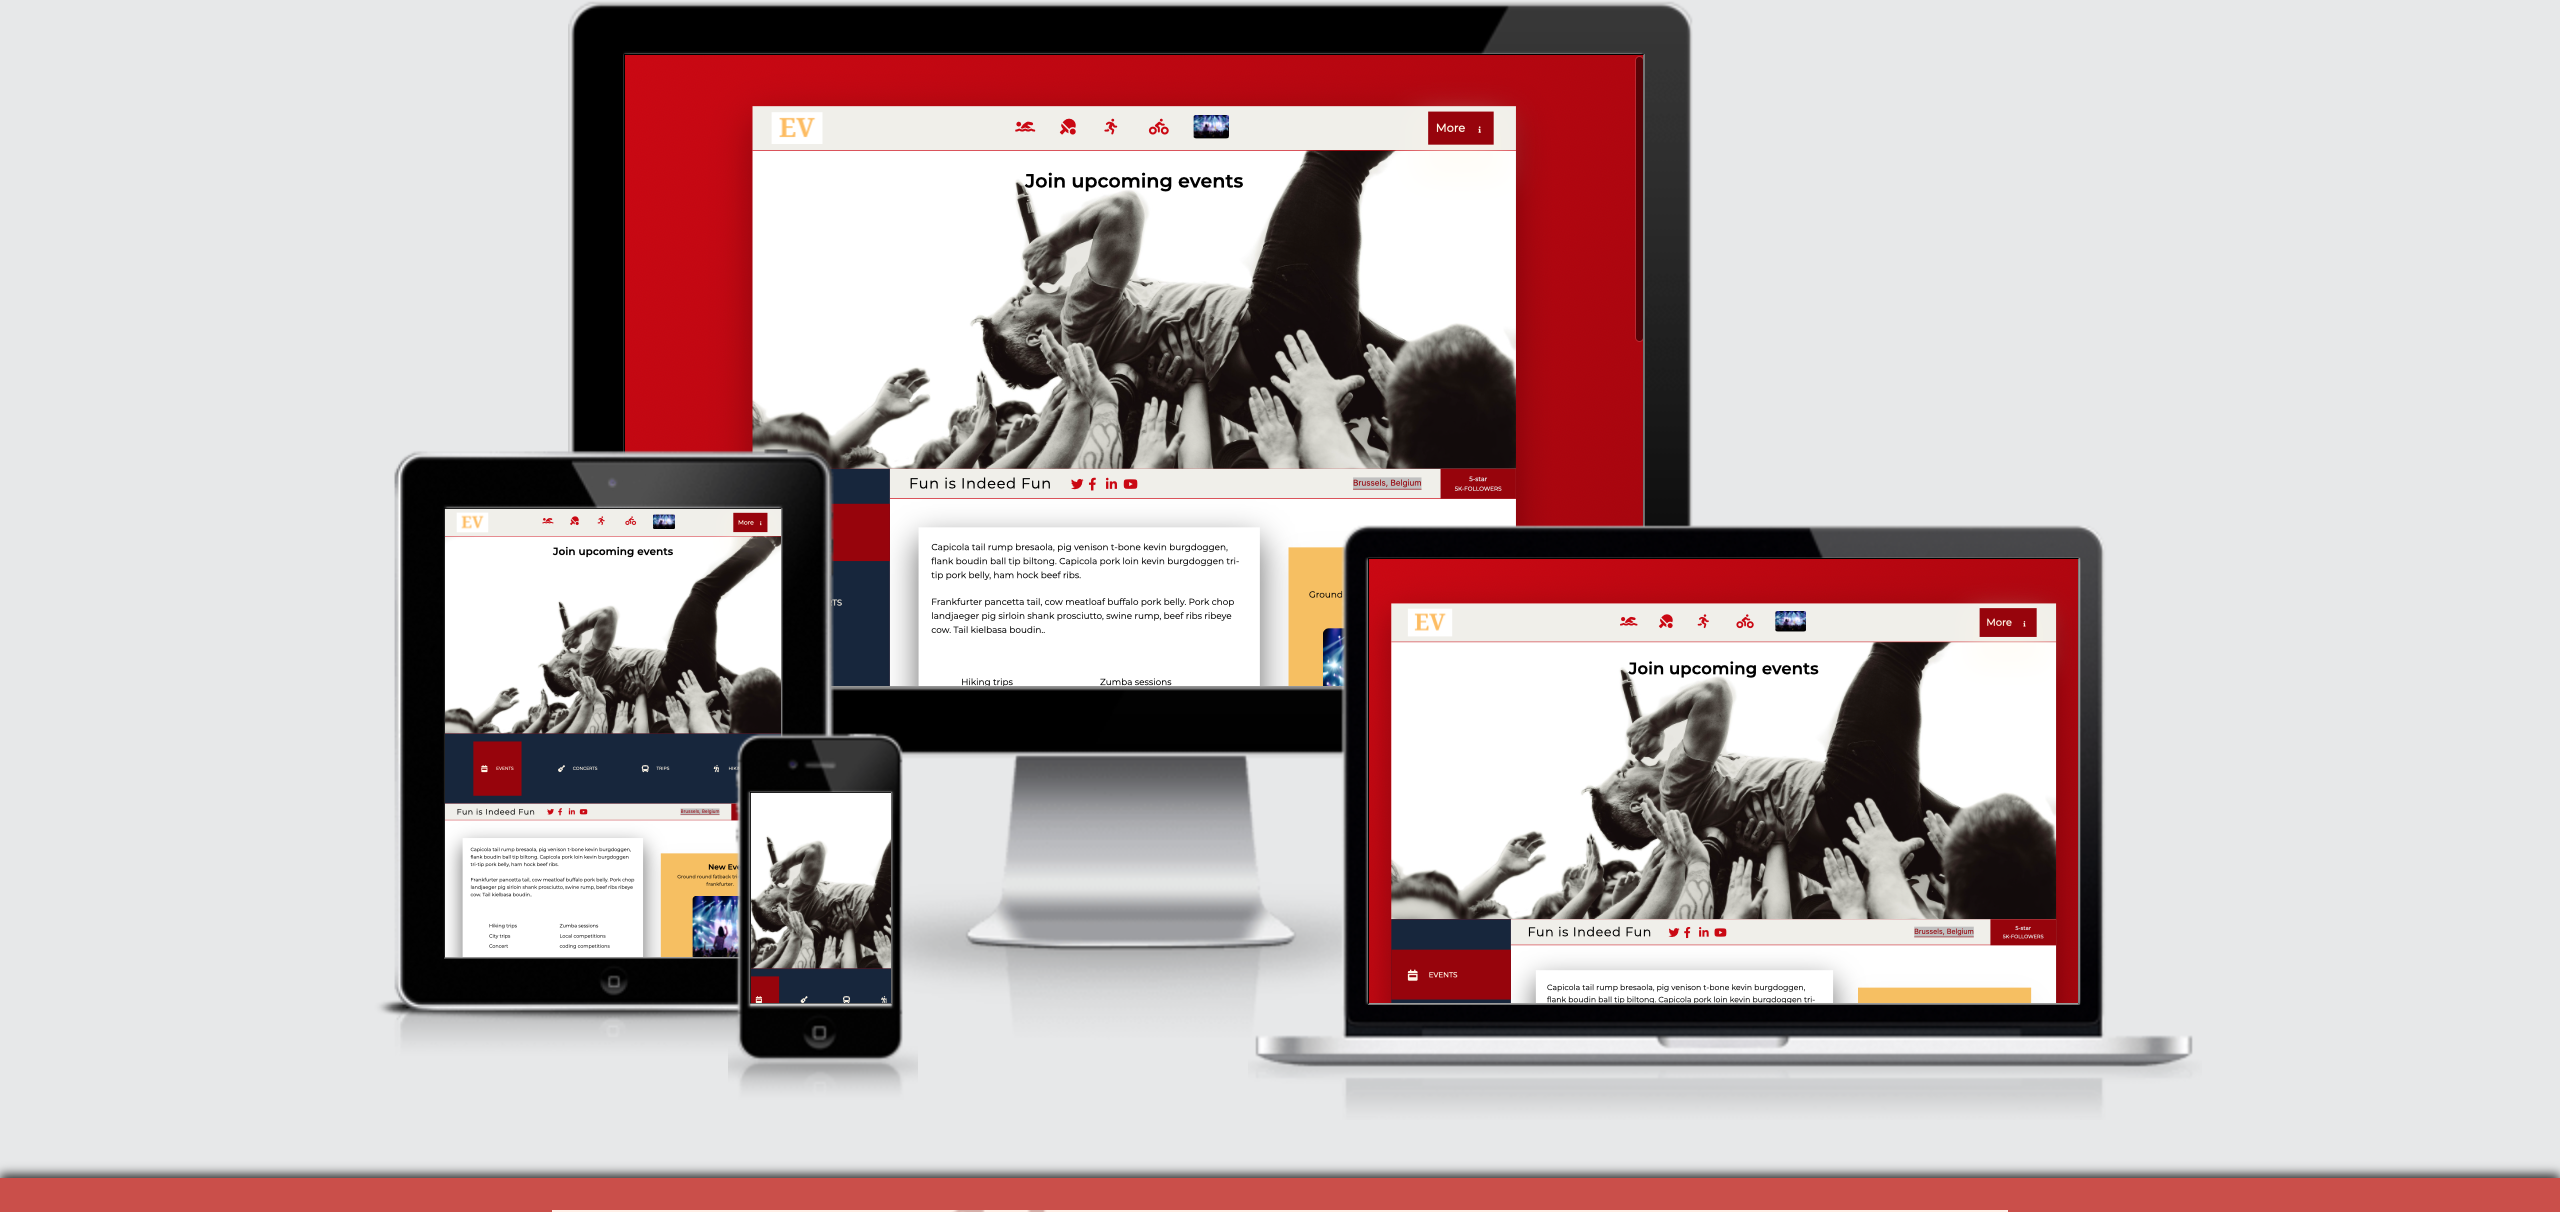 EV
More i
Join upcoming events
Fun is Indeed Fun
Brussels, Belgium
5-star
5K-FOLLOWERS
Capicola tail rump bresaola, pig venison t-bone kevin burgdoggen,
flank boudin ball tip biltong. Capicola pork loin kevin burgdoggen tri-
tip pork belly, ham hock beef ribs.
Frankfurter pancetta tail, cow meatloaf buffalo pork belly. Pork chop
landjaeger pig sirloin shank prosciutto, swine rump, beef ribs ribeye
cow. Tail kielbasa boudin..
TS
Ground
Hiking trips
Zumba sessions
EV
More i
Join upcoming events
EVENTS
CONCERTS
TRIPS
HIK
Fun is Indeed Fun
Brussels, Belgium
Capicola tail rump bresaola, pig venison t-bone kevin burgdoggen,
flank boudin ball tip biltong. Capicola pork loin kevin burgdoggen
tri-tip pork belly, ham hock beef ribs.
Frankfurter pancetta tail, cow meatloaf buffalo pork belly. Pork chop
landjaeger pig sirloin shank prosciutto, swine rump, beef ribs ribeye
cow. Tail kielbasa boudin..
New Ev
Ground round fatback tri
frankfurter.
Hiking trips
Zumba sessions
City trips
Local competitions
Concert
coding competitions
EV
More i
Join upcoming events
Fun is Indeed Fun
Brussels, Belgium
5-star
5K-FOLLOWERS
EVENTS
Capicola tail rump bresaola, pig venison t-bone kevin burgdoggen,
flank boudin ball tip biltong. Capicola pork loin kevin burgdoggen tri-